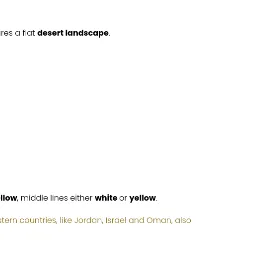 res a flat desert landscape.
llow, middle lines either white or yellow.
tern countries, like Jordan, Israel and Oman, also